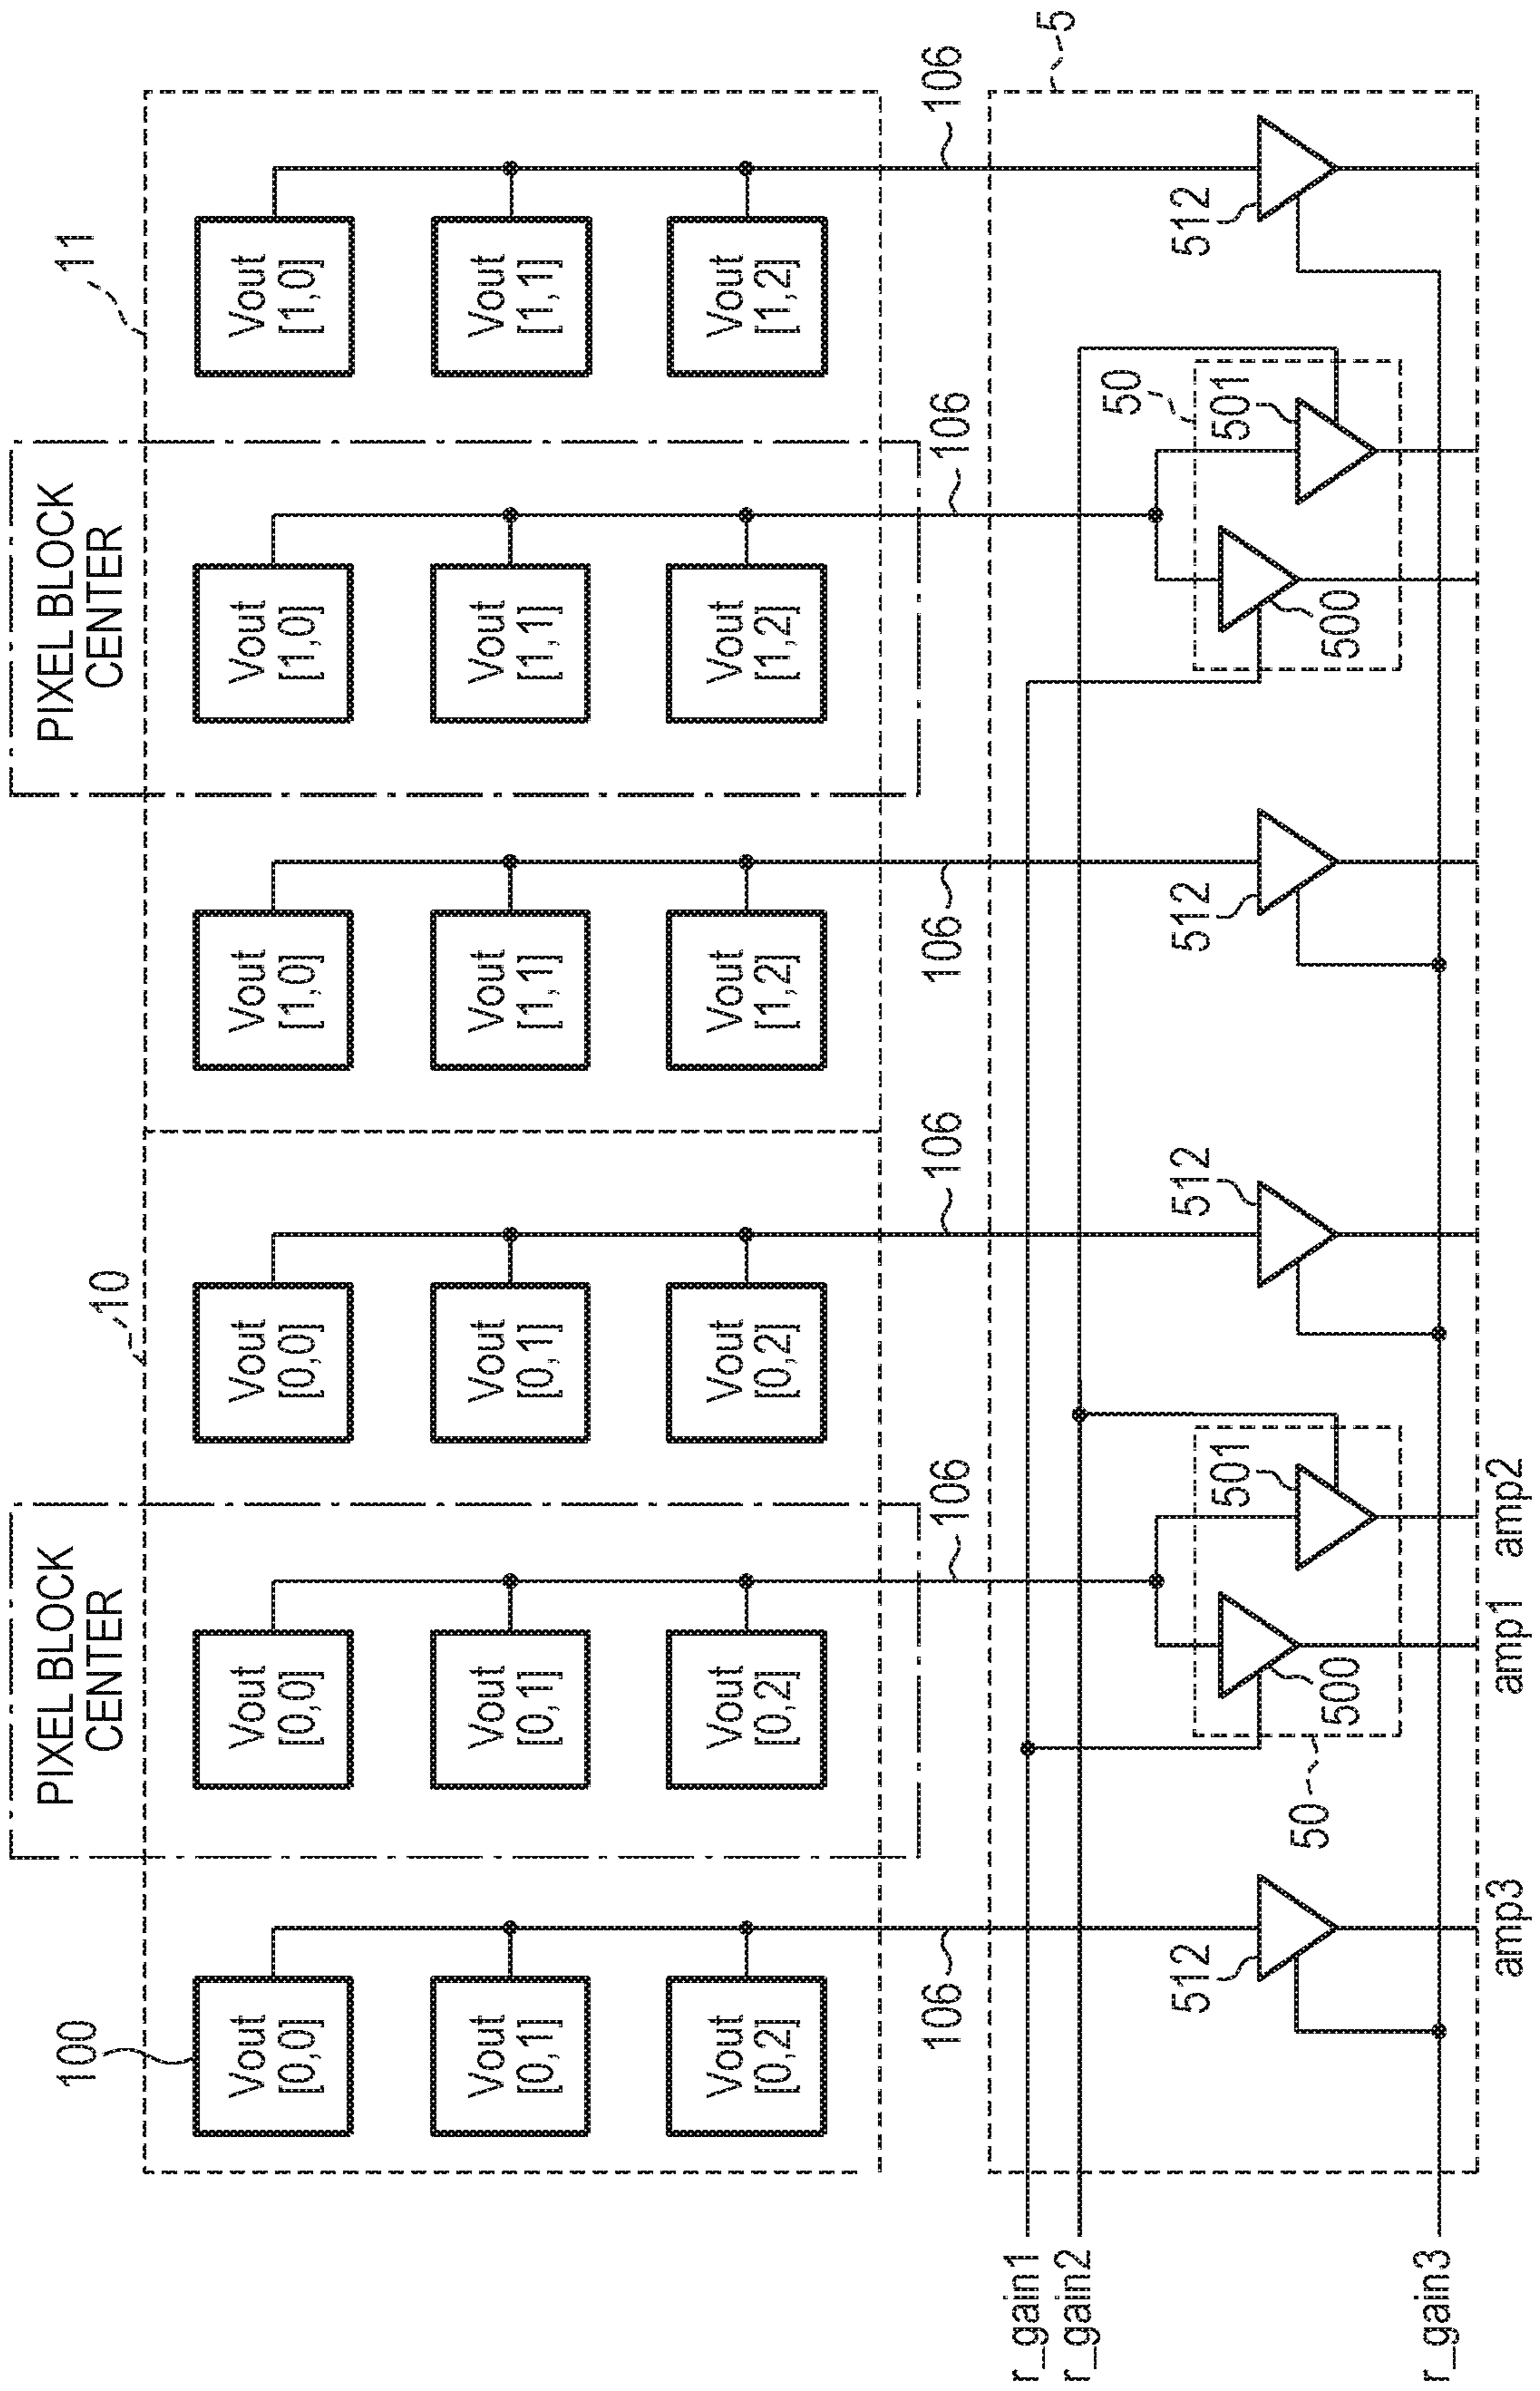 PIXEL BLOCK
CENTER
PIXEL BLOCK
CENTER
100
10
11
Vout
[0,0]
Vout
[0,0]
Vout
[0,0]
Vout
[1,0]
Vout
[1,0]
Vout
[1,0]
Vout
[0,1]
Vout
[0,1]
Vout
[0,1]
Vout
[1,1]
Vout
[1,1]
Vout
[1,1]
Vout
[0,2]
Vout
[0,2]
Vout
[0,2]
Vout
[1,2]
Vout
[1,2]
Vout
[1,2]
106
106
106
106
106
106
5
r_gain1
r_gain2
50
512
501
512
512
501
512
50
500
500
r_gain3
amp3
amp1
amp2